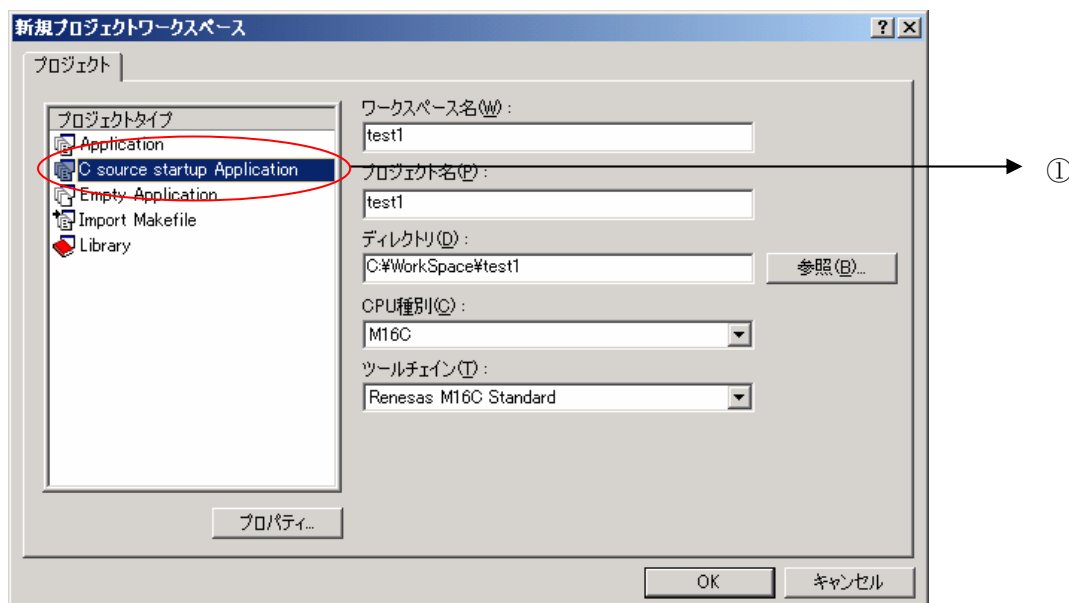 新規プロジェクトワークスペース
プロジェクト
プロジェクトタイプ
Application
C source startup Application
Empty Application
Import Makefile
Library
プロパティ...
ワークスペース名(W) :
test1
プロジェクト名(P) :
test1
ディレクトリ(D) :
C:¥WorkSpace¥test1
参照(B)...
CPU種別(C) :
M16C
ツールチェイン(T) :
Renesas M16C Standard
OK
キャンセル
①